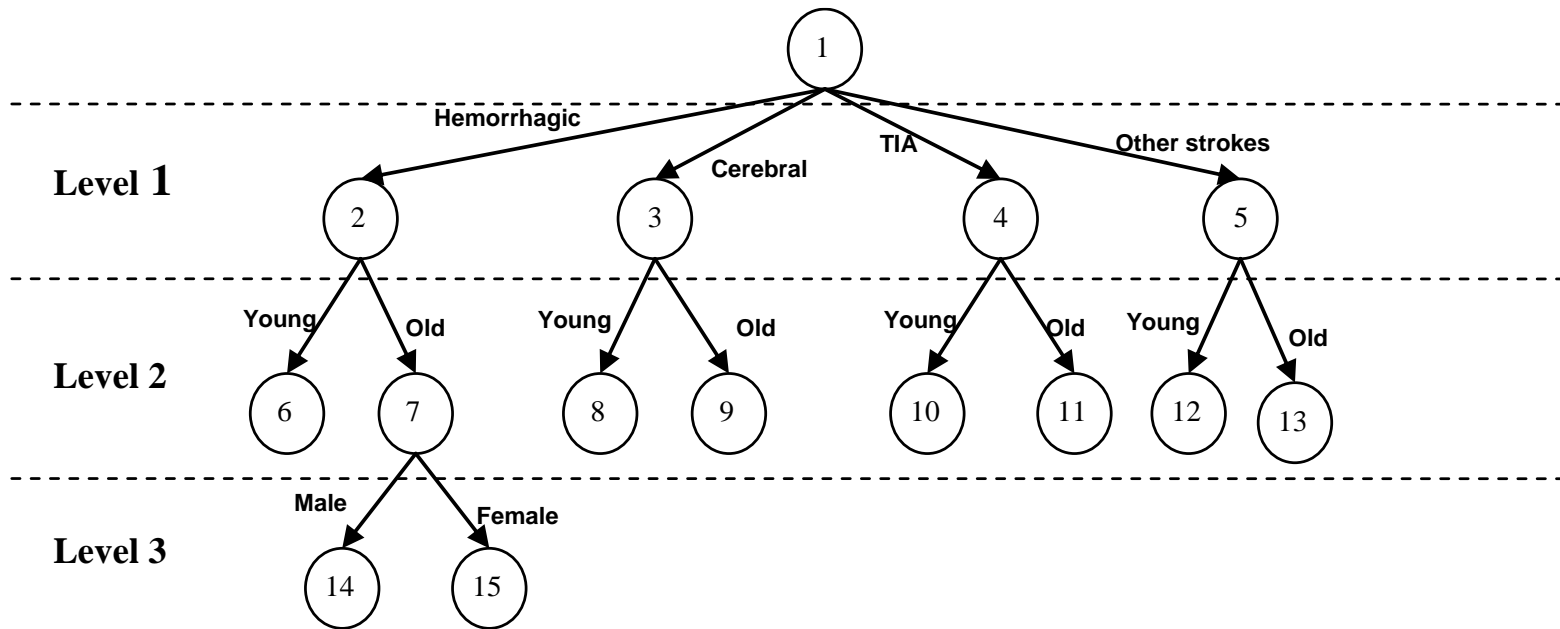 1
Hemorrhagic
Cerebral
TIA
Other strokes
Level 1
2
3
4
5
Young
Old
Young
Old
Young
Old
Young
Old
Level 2
6
7
8
9
10
11
12
13
Male
Female
Level 3
14
15